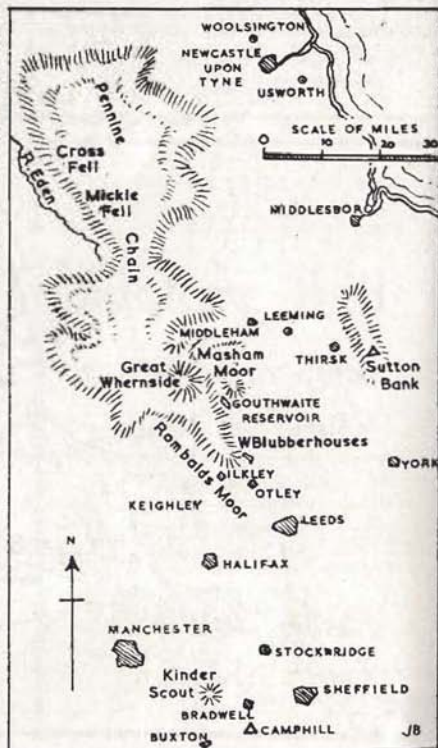 WOOLSINGTON
NEWCASTLE
UPON
TYNE
USWORTH
SCALE OF MILES
0 10 20 30
Pennine
Cross
Fell
R. Eden
Mickle
Fell
Chain
MIDDLESBORO
LEEMING
MIDDLEHAM
THIRSK
Masham
Moor
Sutton
Bank
Great
Whernside
GOUTHWAITE
RESERVOIR
WBlubberhouses
Rombalds Moor
YORK
ILKLEY
OTLEY
KEIGHLEY
LEEDS
N
HALIFAX
MANCHESTER
STOCKBRIDGE
Kinder
Scout
SHEFFIELD
BRADWELL
CAMPHILL
BUXTON
JB